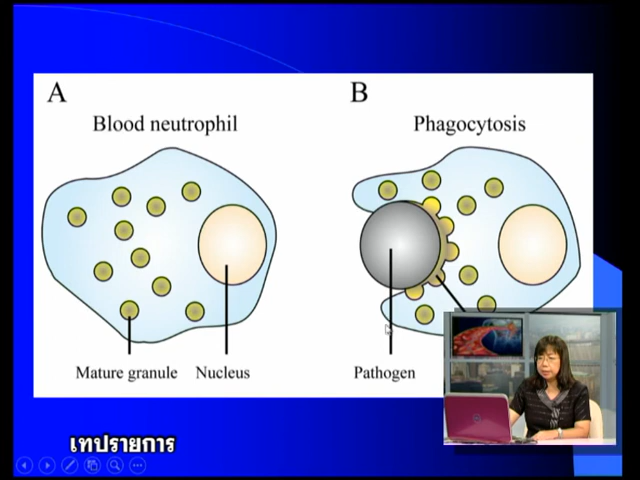 A
B
Blood neutrophil
Phagocytosis
Mature granule
Nucleus
Pathogen
เทปรายการ